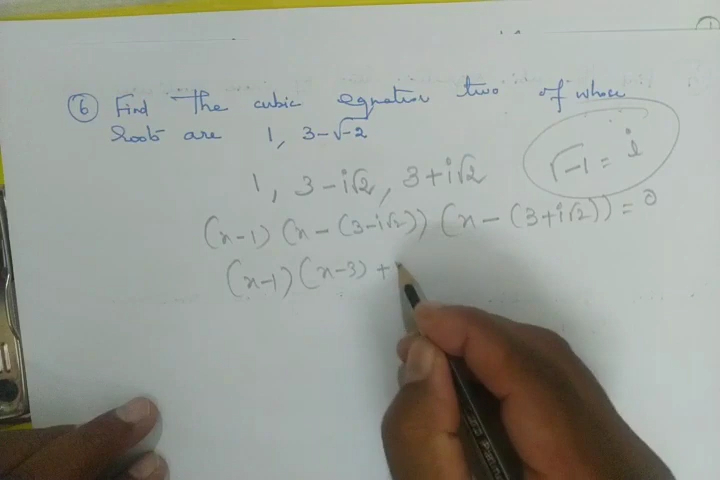 ⑥ Find the cubic equation two of whose
roots are 1, 3-√-2
√-1 = i
1, 3-i√2, 3+i√2
(x-1) (x-(3-i√2)) (x-(3+i√2)) = 0
(x-1) (x-3) +